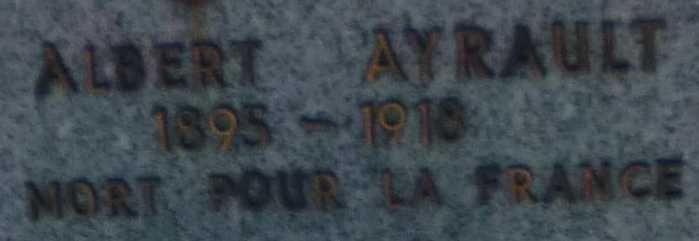 ALBERT AYRAULT
1895 - 1918
MORT POUR LA FRANCE